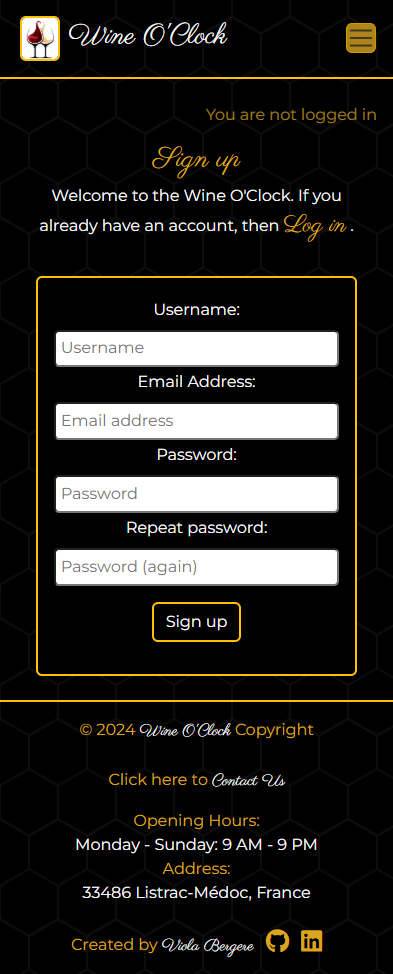 Wine O'Clock
You are not logged in
Sign up
Welcome to the Wine O'Clock. If you
already have an account, then Log in .
Username:
Username
Email Address:
Email address
Password:
Password
Repeat password:
Password (again)
Sign up
© 2024 Wine O'Clock Copyright
Click here to Contact Us
Opening Hours:
Monday - Sunday: 9 AM - 9 PM
Address:
33486 Listrac-Médoc, France
Created by Viola Bergere